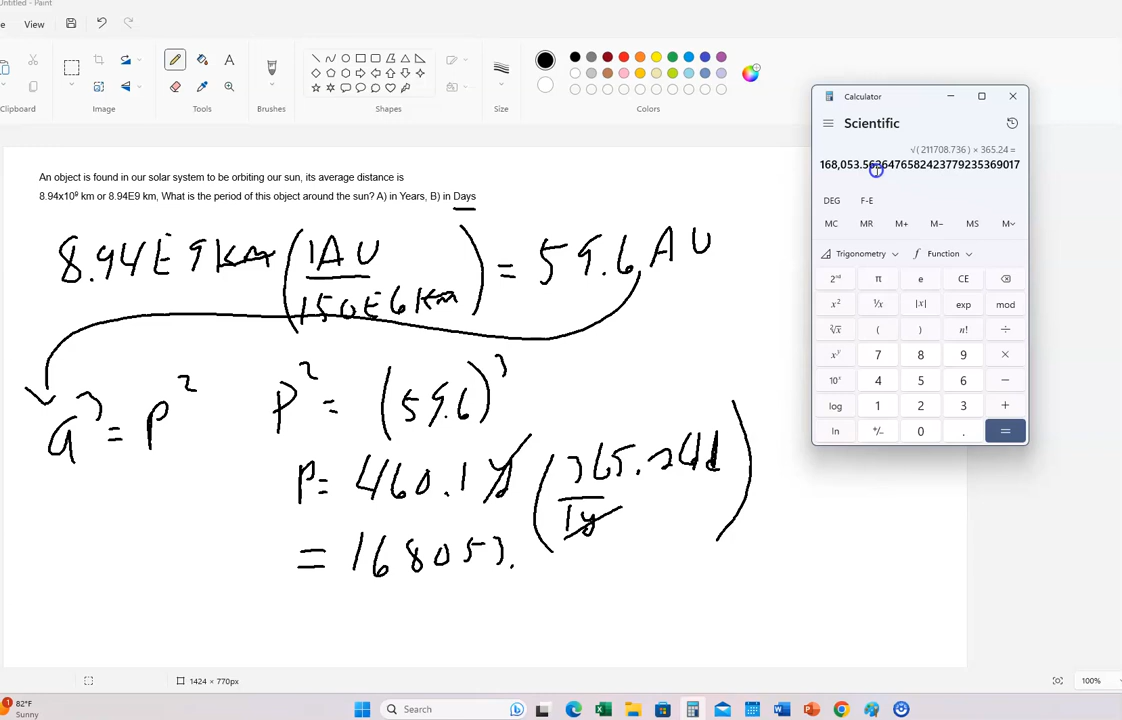 Untitled - Paint
View
Clipboard
Image
Tools
Brushes
Shapes
Size
Colors
Calculator
Scientific
√( 211708.736 ) × 365.24 =
168,053.5636476582423779235369017
DEG F-E
MC MR M+ M− MS M˅
Trigonometry Function
2ⁿᵈ π e CE
x² ¹/x |x| exp mod
²√x ( ) n! ÷
xʸ 7 8 9 ×
10ˣ 4 5 6 −
log 1 2 3 +
ln +/− 0 . =
An object is found in our solar system to be orbiting our sun, its average distance is
8.94x10⁹ km or 8.94E9 km, What is the period of this object around the sun? A) in Years, B) in Days
8.94E9km (1AU / 150E6km) = 59.6 AU
a³ = p² P² = (59.6)³
P = 460.1 y (365.24d / 1y)
= 168053.
1424 × 770px
100%
1
82°F
Sunny
Search